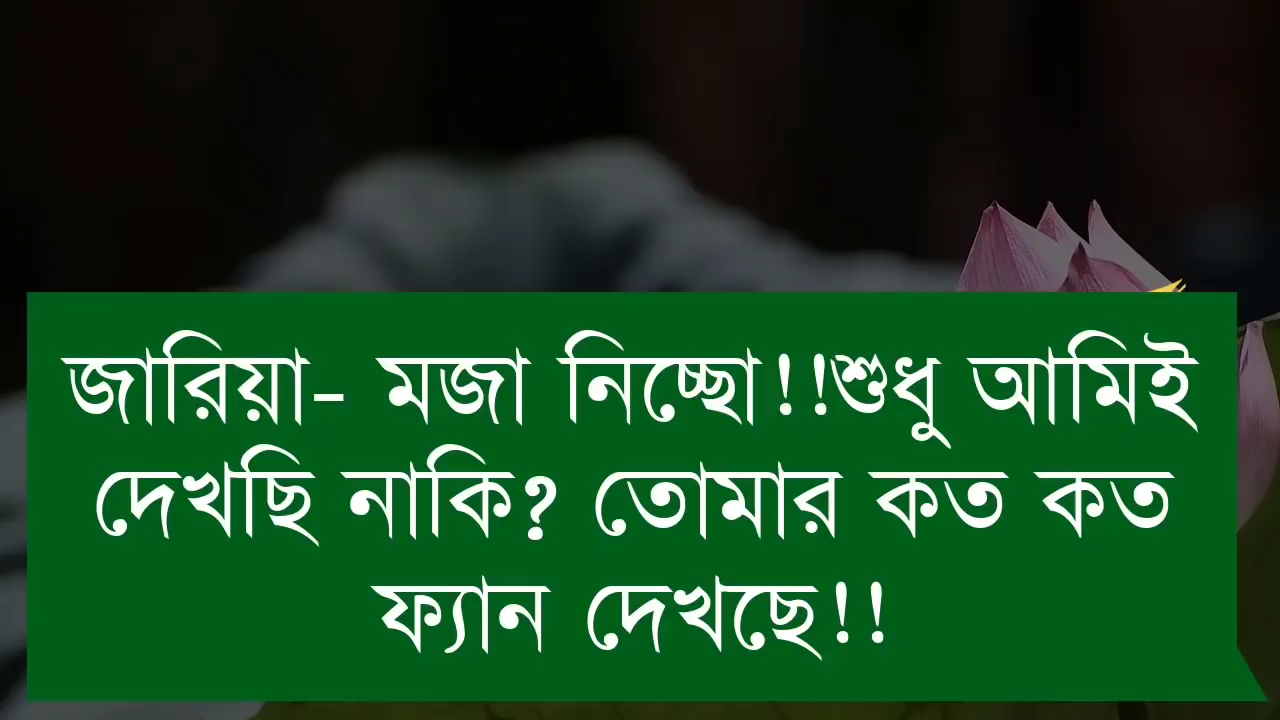 জারিয়া- মজা নিচ্ছো!!শুধু আমিই
দেখছি নাকি? তোমার কত কত
ফ্যান দেখছে!!